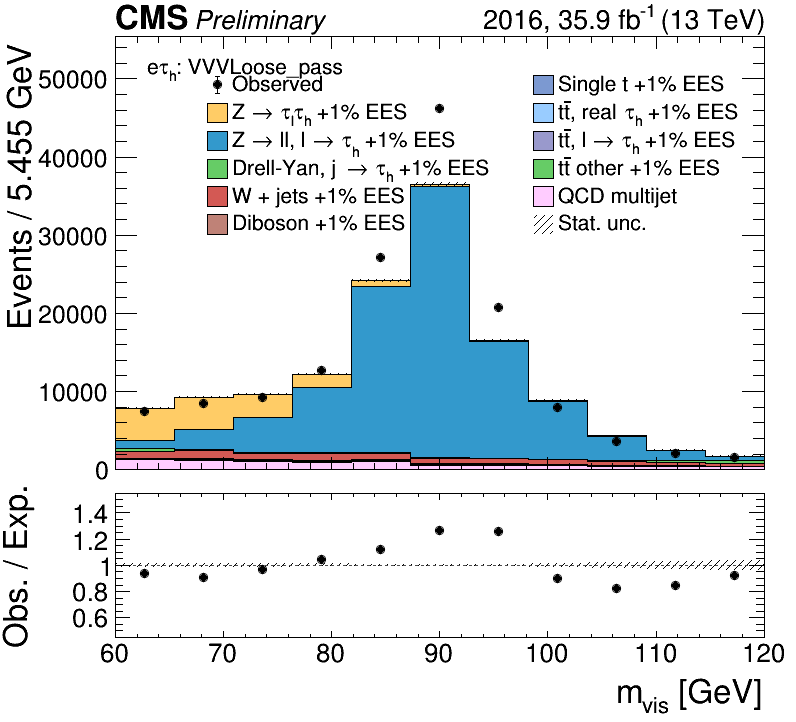 CMS Preliminary 2016, 35.9 fb⁻¹ (13 TeV)
Events / 5.455 GeV
eτₕ: VVVLoose_pass
Observed
Z → τₗτₕ +1% EES
Z → ll, l → τₕ +1% EES
Drell-Yan, j → τₕ +1% EES
W + jets +1% EES
Diboson +1% EES
Single t +1% EES
tt̄, real τₕ +1% EES
tt̄, l → τₕ +1% EES
tt̄ other +1% EES
QCD multijet
Stat. unc.
50000
40000
30000
20000
10000
0
Obs. / Exp.
1.4
1.2
1
0.8
0.6
60 70 80 90 100 110 120
m_vis [GeV]